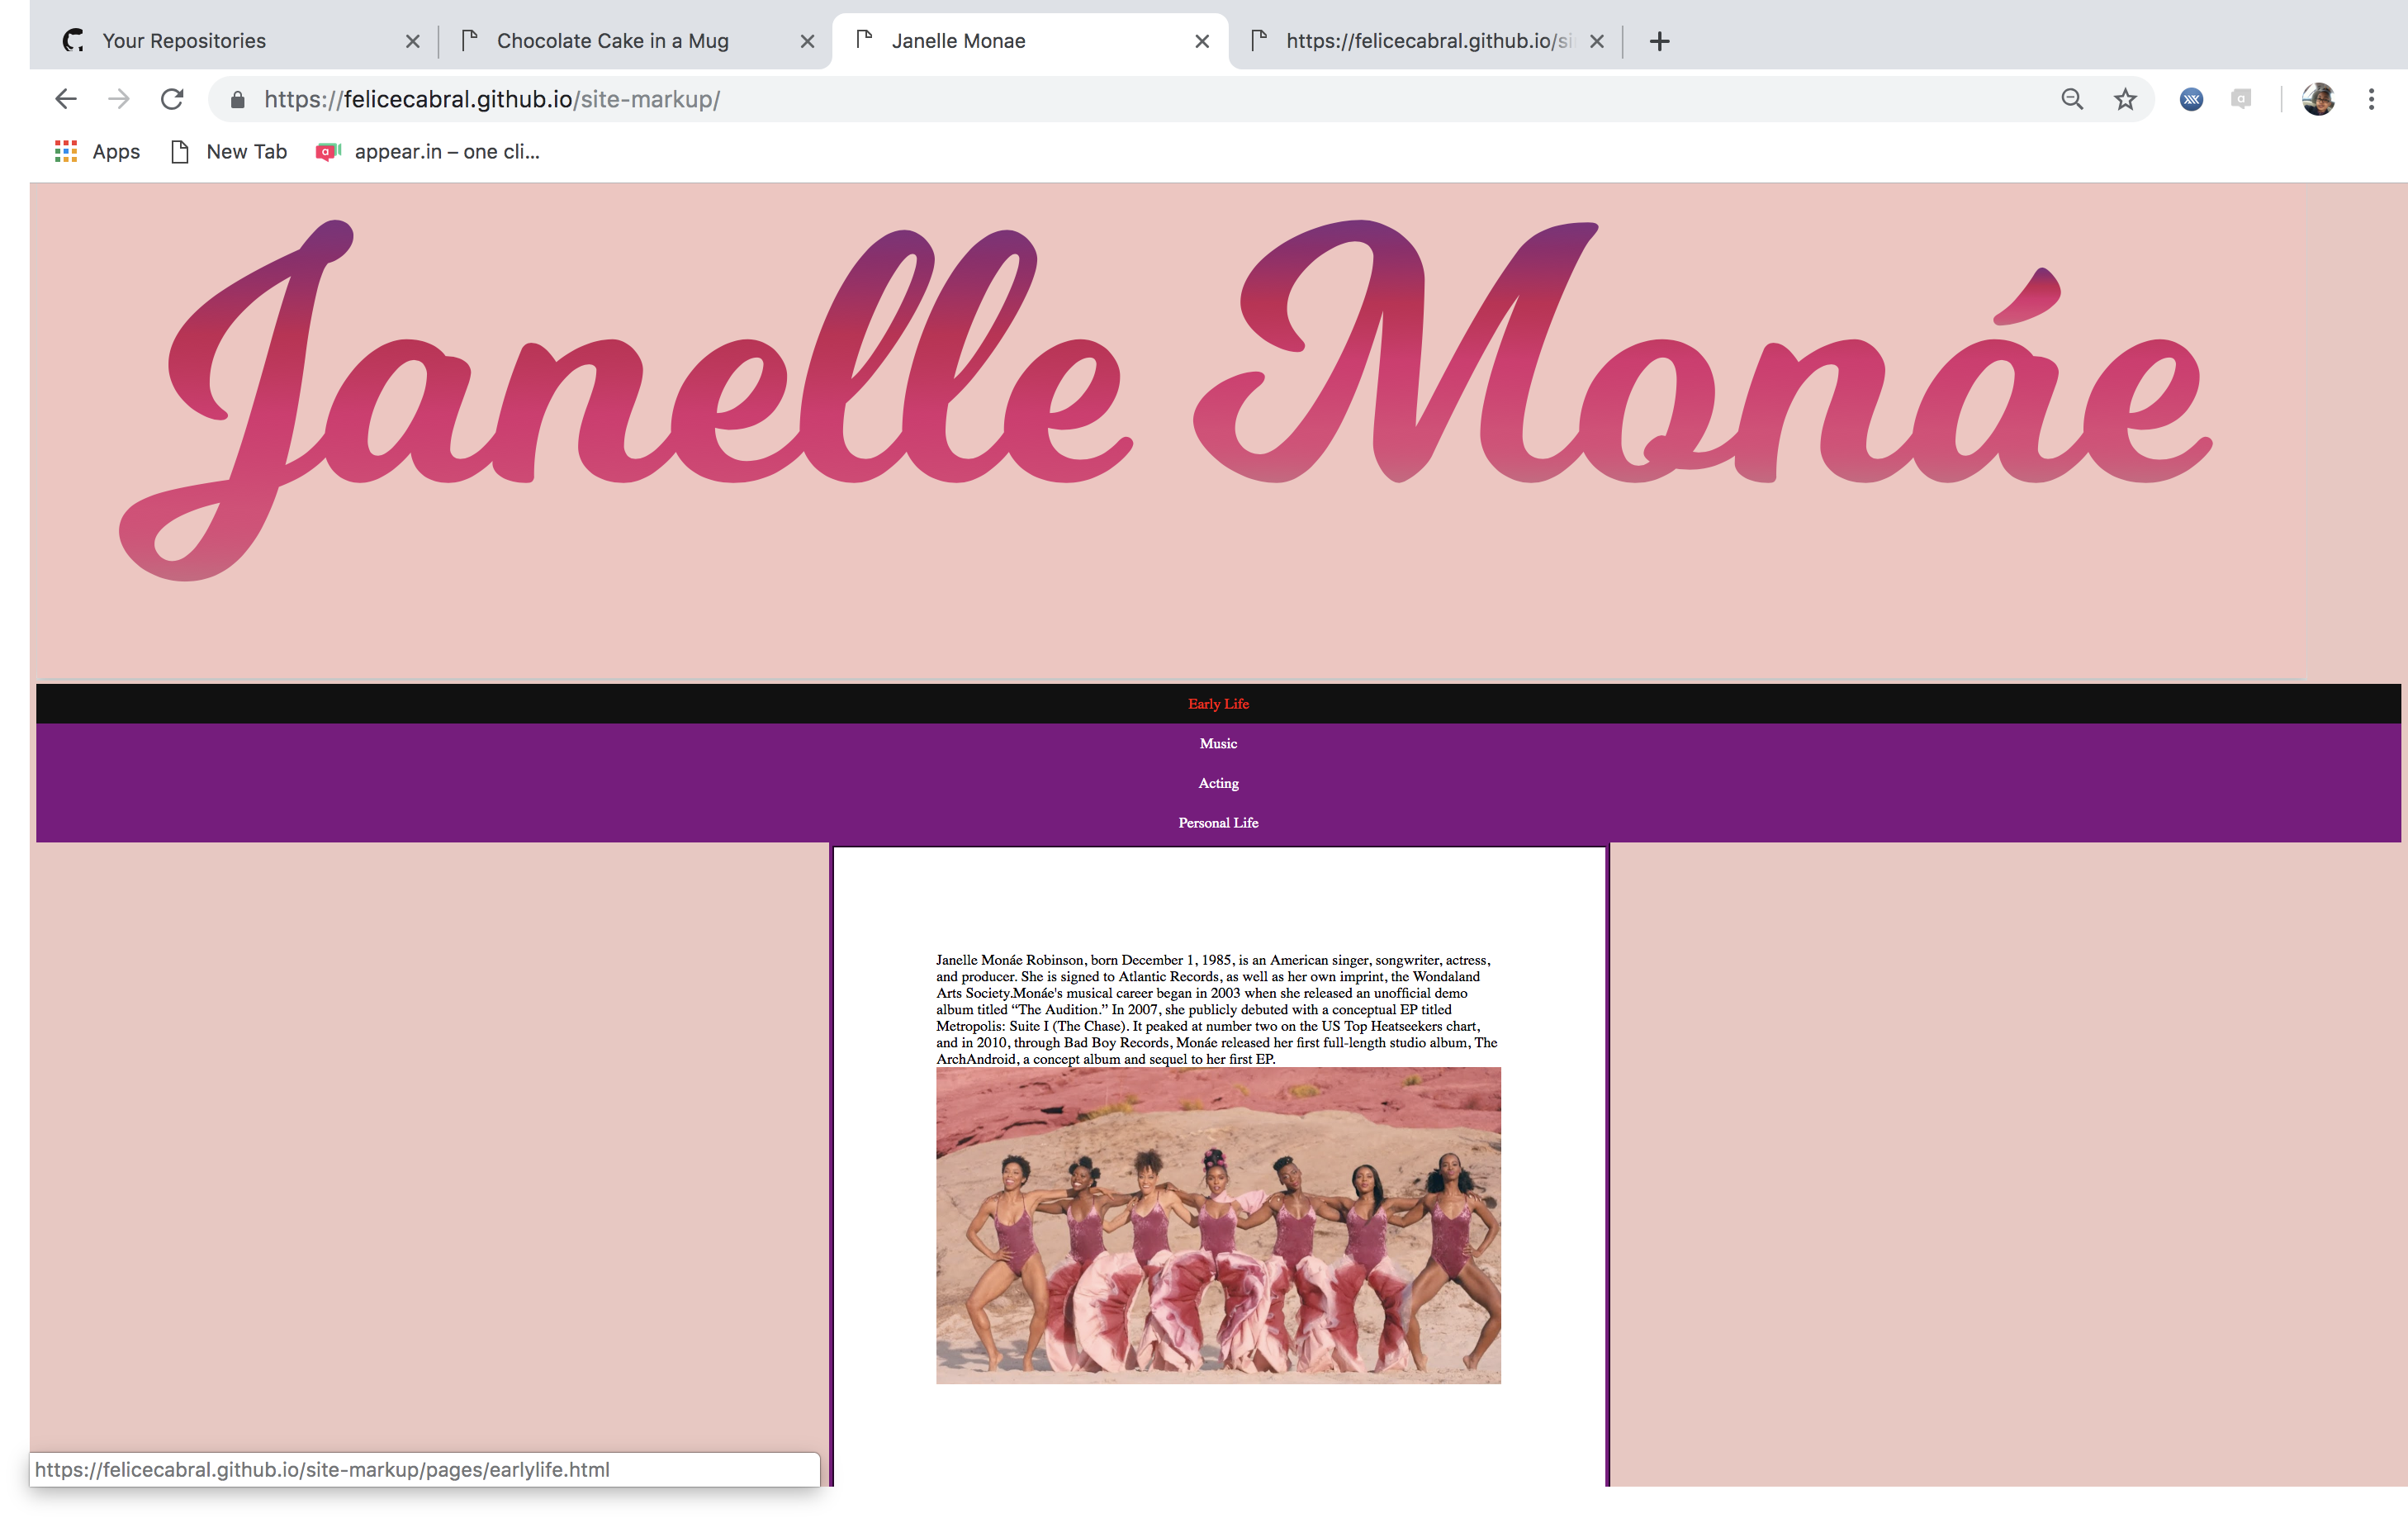 Your Repositories
Chocolate Cake in a Mug
Janelle Monae
https://felicecabral.github.io/si
https://felicecabral.github.io/site-markup/
Apps
New Tab
appear.in – one cli...
Janelle Monáe
Early Life
Music
Acting
Personal Life
Janelle Monáe Robinson, born December 1, 1985, is an American singer, songwriter, actress,
and producer. She is signed to Atlantic Records, as well as her own imprint, the Wondaland
Arts Society.Monáe's musical career began in 2003 when she released an unofficial demo
album titled “The Audition.” In 2007, she publicly debuted with a conceptual EP titled
Metropolis: Suite I (The Chase). It peaked at number two on the US Top Heatseekers chart,
and in 2010, through Bad Boy Records, Monáe released her first full-length studio album, The
ArchAndroid, a concept album and sequel to her first EP.
https://felicecabral.github.io/site-markup/pages/earlylife.html